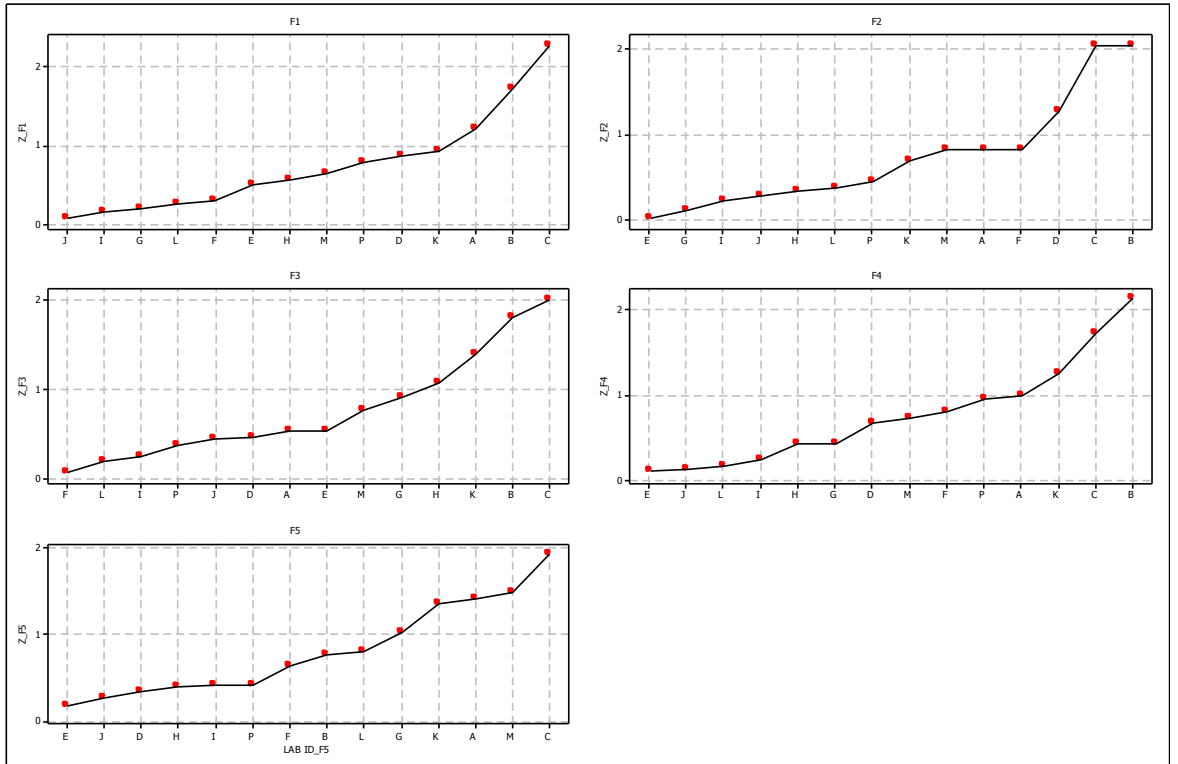 F1
Z_F1
2
1
0
J I G L F E H M P D K A B C
F2
Z_F2
2
1
0
E G I J H L P K M A F D C B
F3
Z_F3
2
1
0
F L I P J D A E M G H K B C
F4
Z_F4
2
1
0
E J L I H G D M F P A K C B
F5
Z_F5
2
1
0
E J D H I P F B L G K A M C
LAB ID_F5